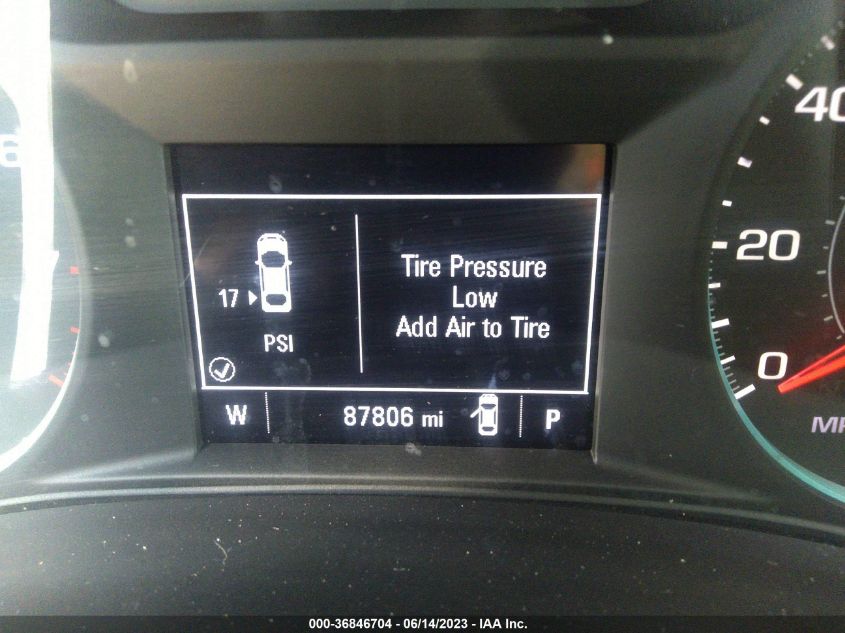 6
40
Tire Pressure
Low
Add Air to Tire
17
PSI
20
0
W 87806 mi P
000-36846704 - 06/14/2023 - IAA Inc.